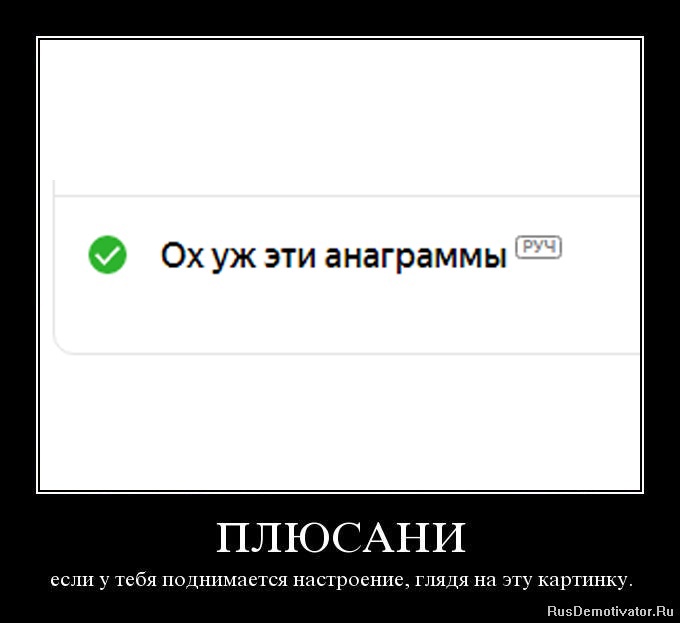 Ох уж эти анаграммы РУЧ
ПЛЮСАНИ
если у тебя поднимается настроение, глядя на эту картинку.
RusDemotivator.Ru